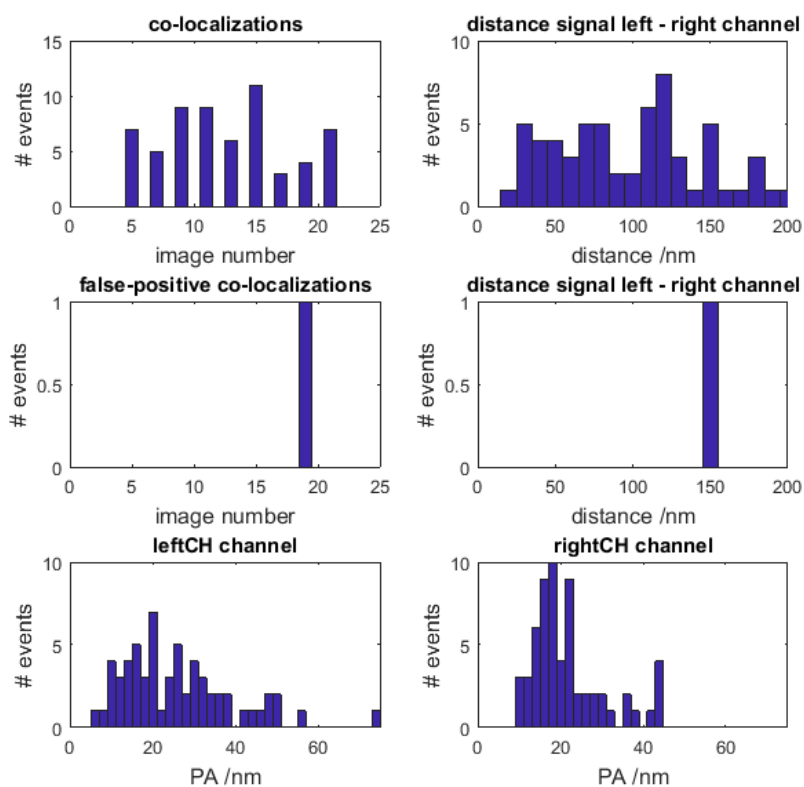 co-localizations
15
10
5
0
# events
0 5 10 15 20 25
image number
distance signal left - right channel
10
5
0
# events
0 50 100 150 200
distance /nm
false-positive co-localizations
1
0.5
0
# events
0 5 10 15 20 25
image number
distance signal left - right channel
1
0.5
0
# events
0 50 100 150 200
distance /nm
leftCH channel
10
5
0
# events
0 20 40 60
PA /nm
rightCH channel
10
5
0
# events
0 20 40 60
PA /nm